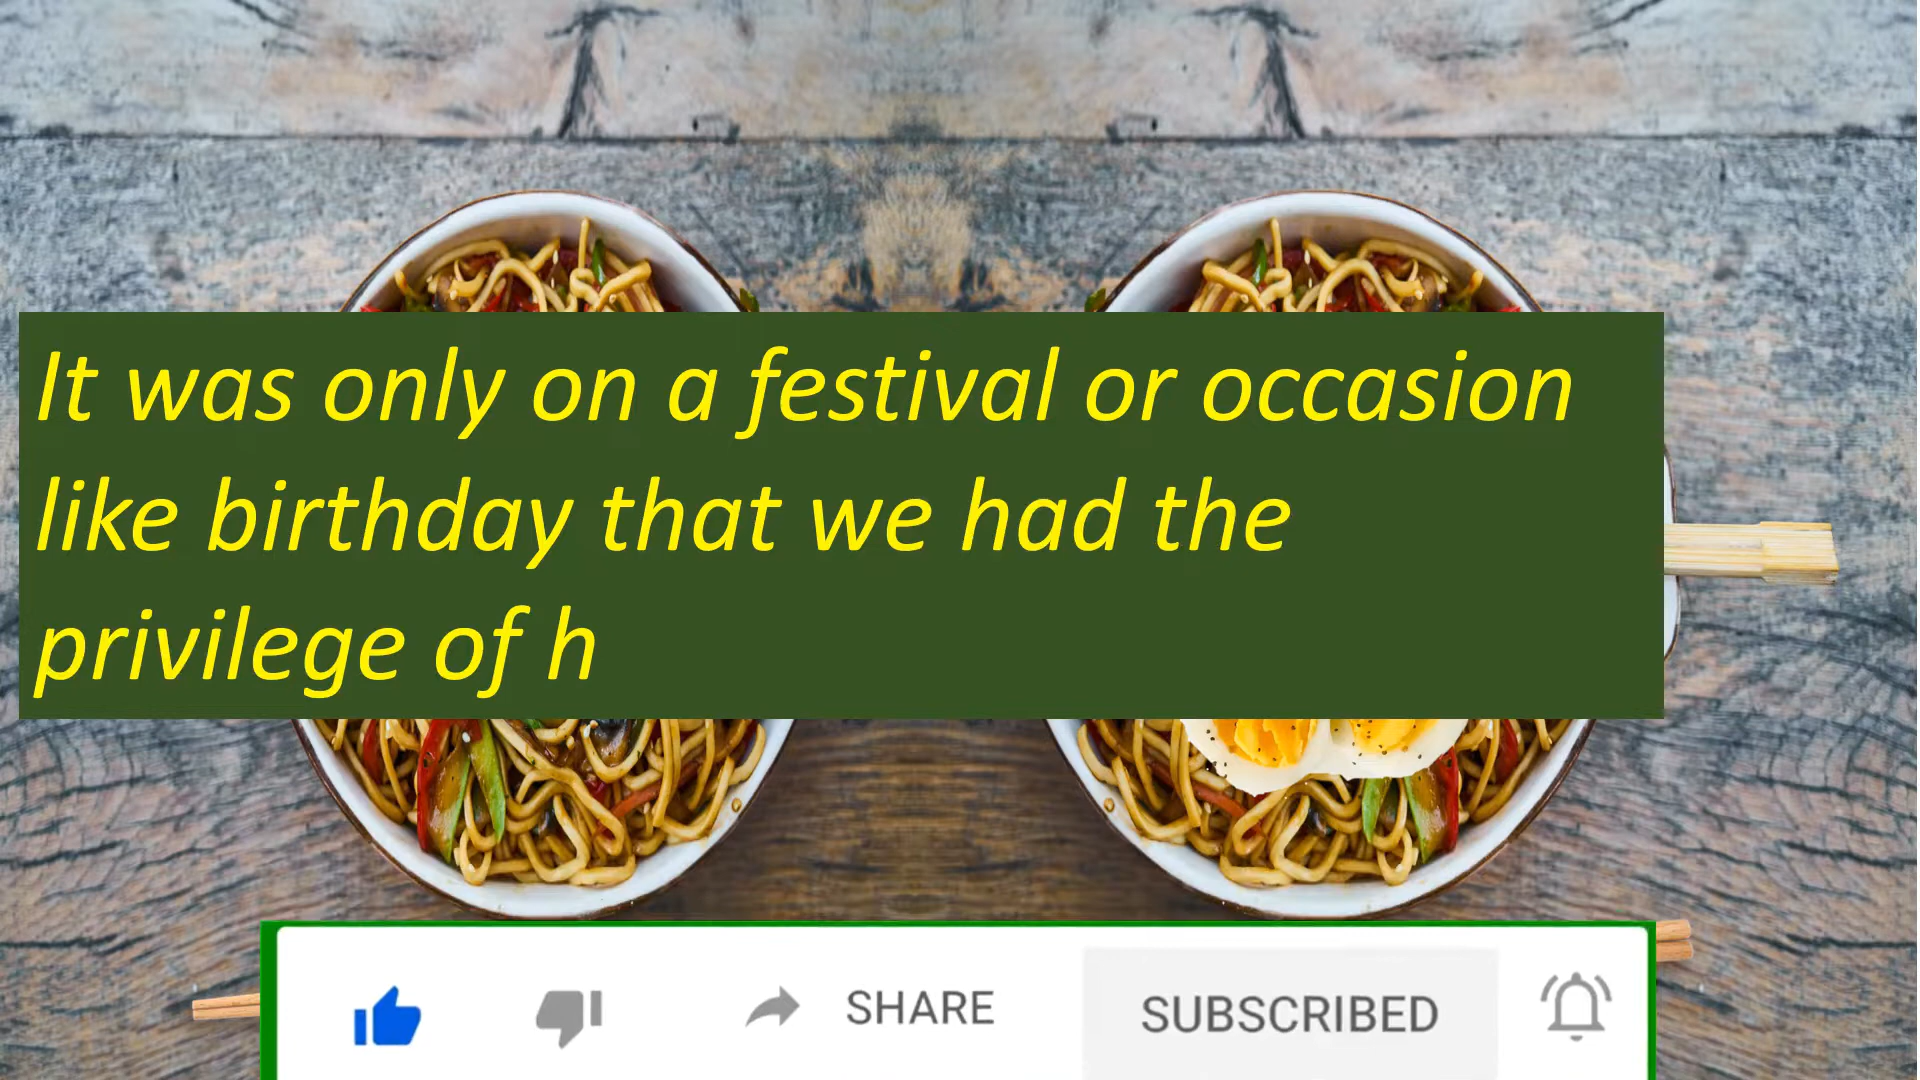 It was only on a festival or occasion
like birthday that we had the
privilege of h
SHARE
SUBSCRIBED